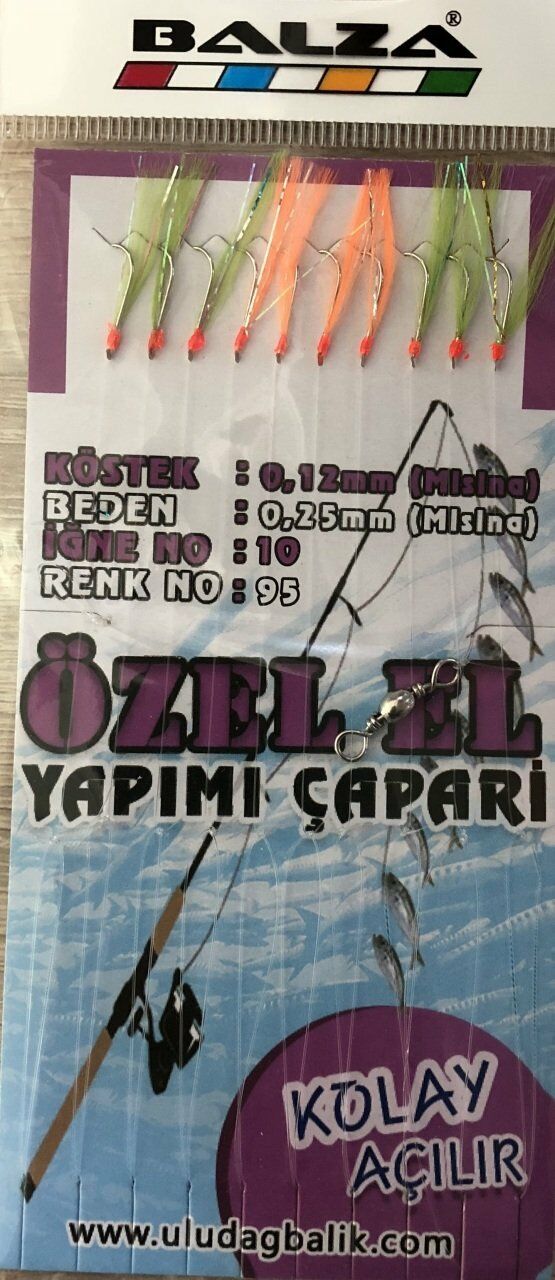 BALZA®
KÖSTEK : 0,12mm (Misina)
BEDEN : 0,25mm (Misina)
İĞNE NO : 10
RENK NO : 95
ÖZEL EL
YAPIMI ÇAPARİ
KOLAY
AÇILIR
www.uludagbalik.com